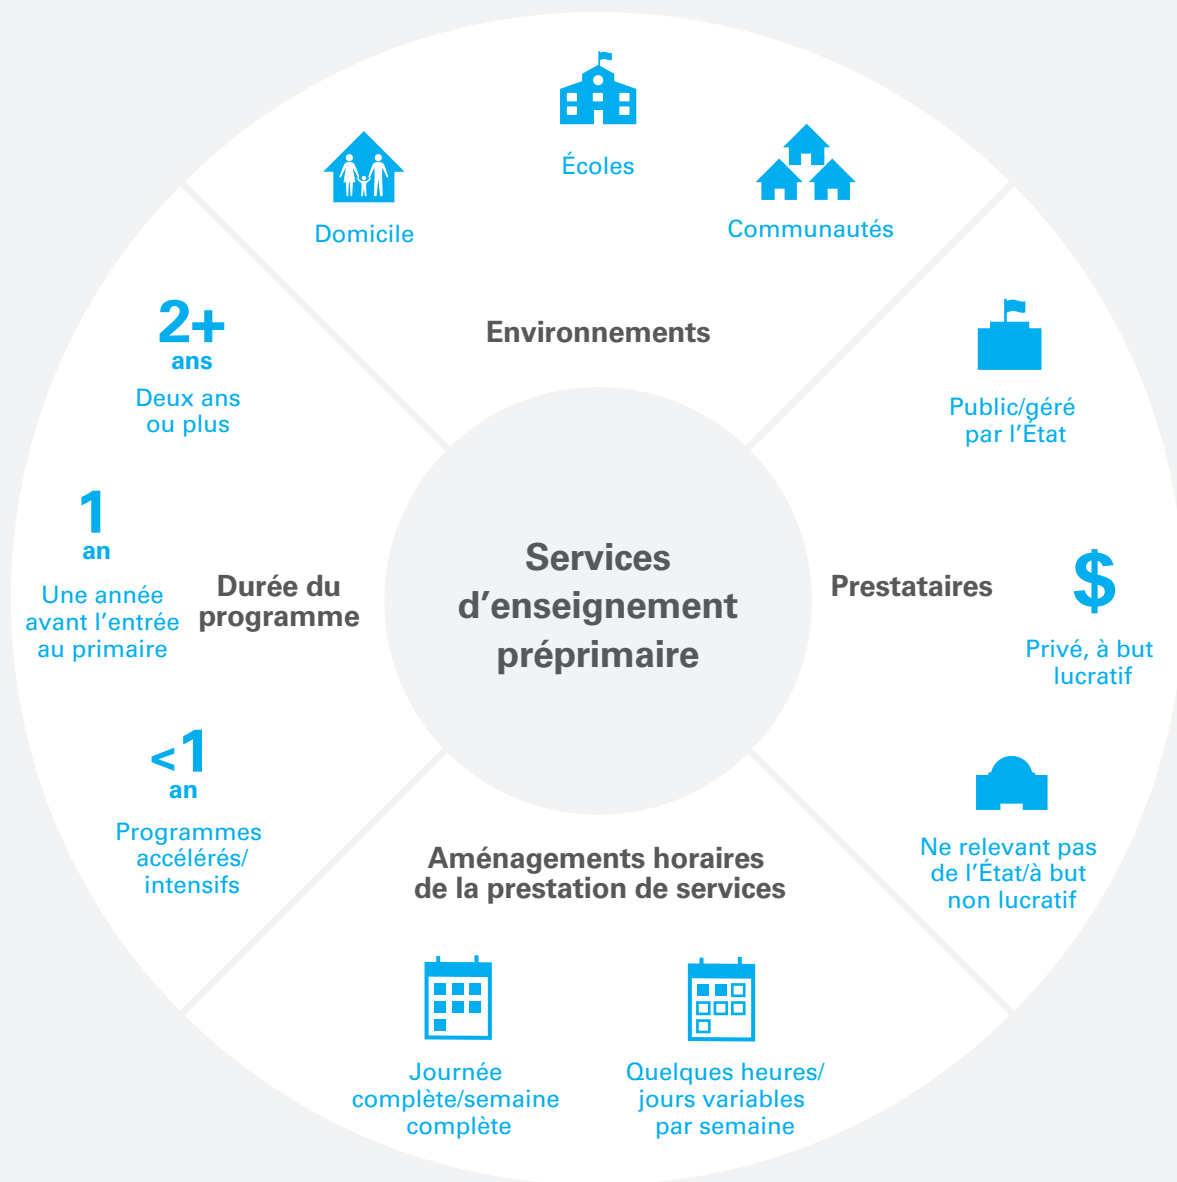 Écoles
Domicile
Communautés
Environnements
2+
ans
Deux ans
ou plus
1
an
Une année
avant l’entrée
au primaire
Durée du
programme
<1
an
Programmes
accélérés/
intensifs
Services
d’enseignement
préprimaire
Public/géré
par l’État
Prestataires
$
Privé, à but
lucratif
Ne relevant pas
de l’État/à but
non lucratif
Aménagements horaires
de la prestation de services
Journée
complète/semaine
complète
Quelques heures/
jours variables
par semaine